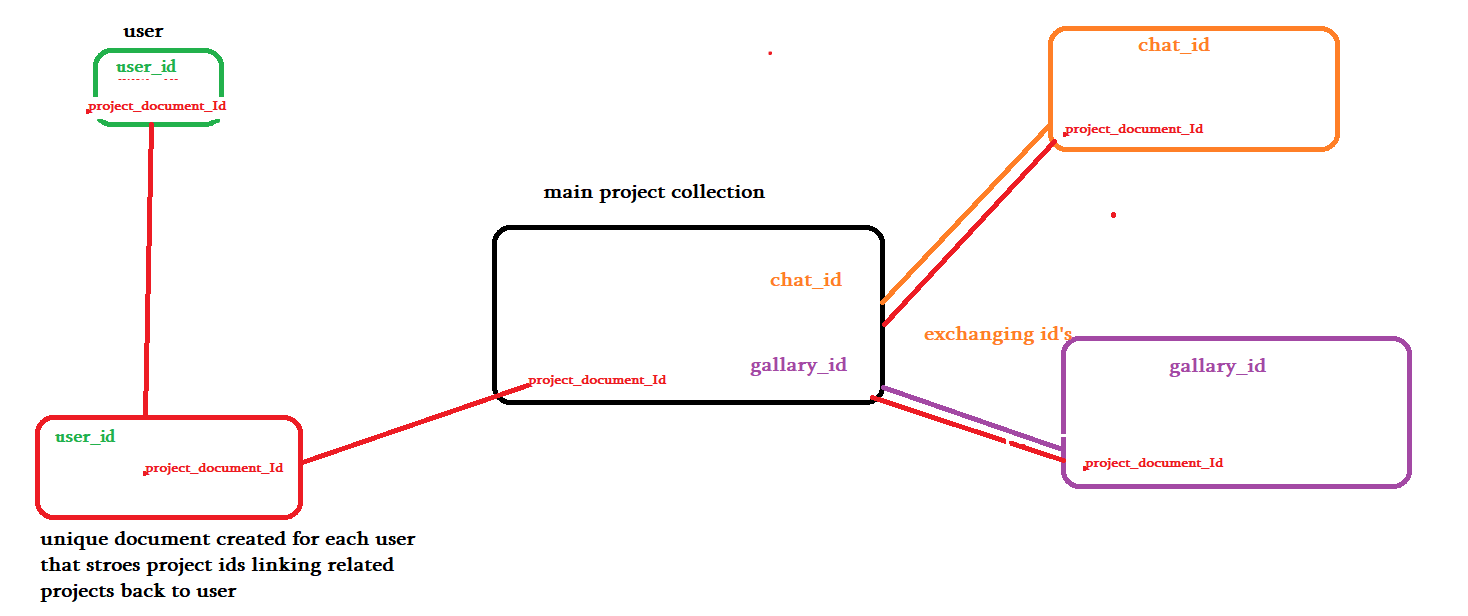 user
user_id
project_document_Id
chat_id
project_document_Id
main project collection
chat_id
gallary_id
project_document_Id
exchanging id's
gallary_id
project_document_Id
user_id
project_document_Id
unique document created for each user
that stroes project ids linking related
projects back to user